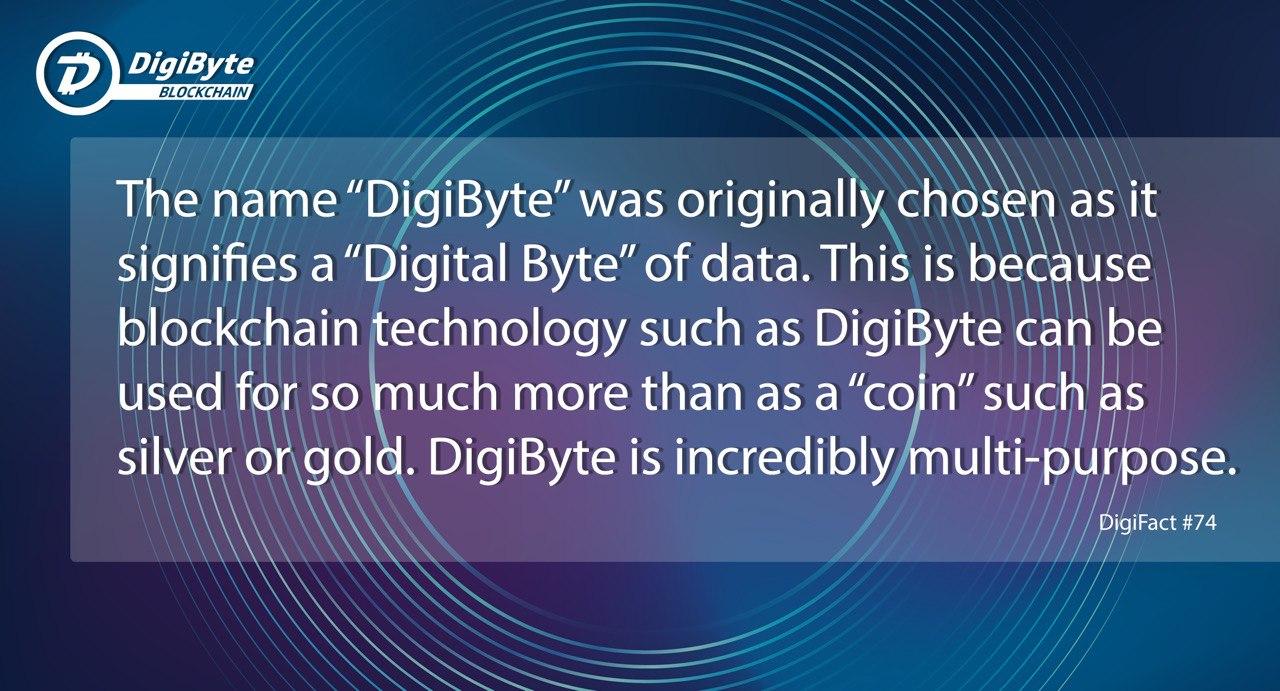 DigiByte
BLOCKCHAIN
The name “DigiByte” was originally chosen as it
signifies a “Digital Byte” of data. This is because
blockchain technology such as DigiByte can be
used for so much more than as a “coin” such as
silver or gold. DigiByte is incredibly multi-purpose.
DigiFact #74